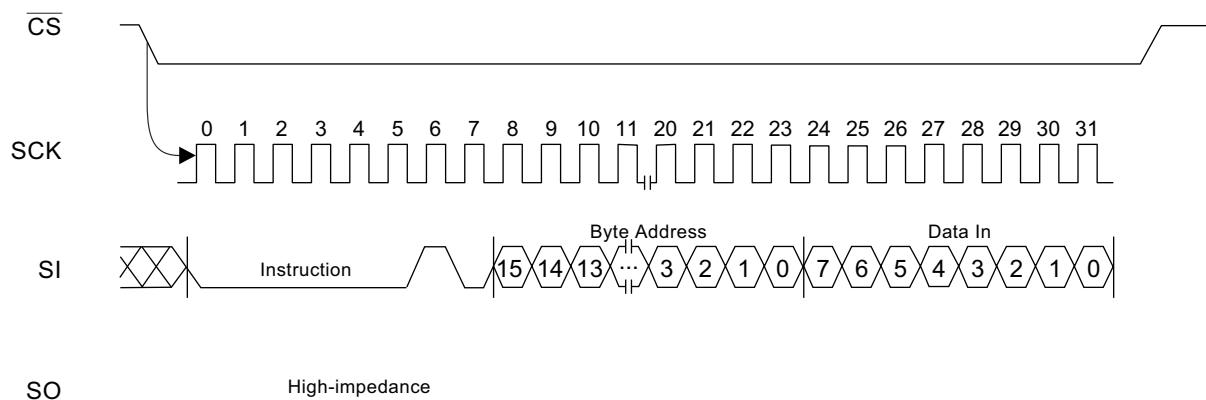 CS
SCK
0 1 2 3 4 5 6 7 8 9 10 11 20 21 22 23 24 25 26 27 28 29 30 31
Byte Address
Data In
SI
Instruction
15 14 13 ... 3 2 1 0 7 6 5 4 3 2 1 0
SO
High-impedance